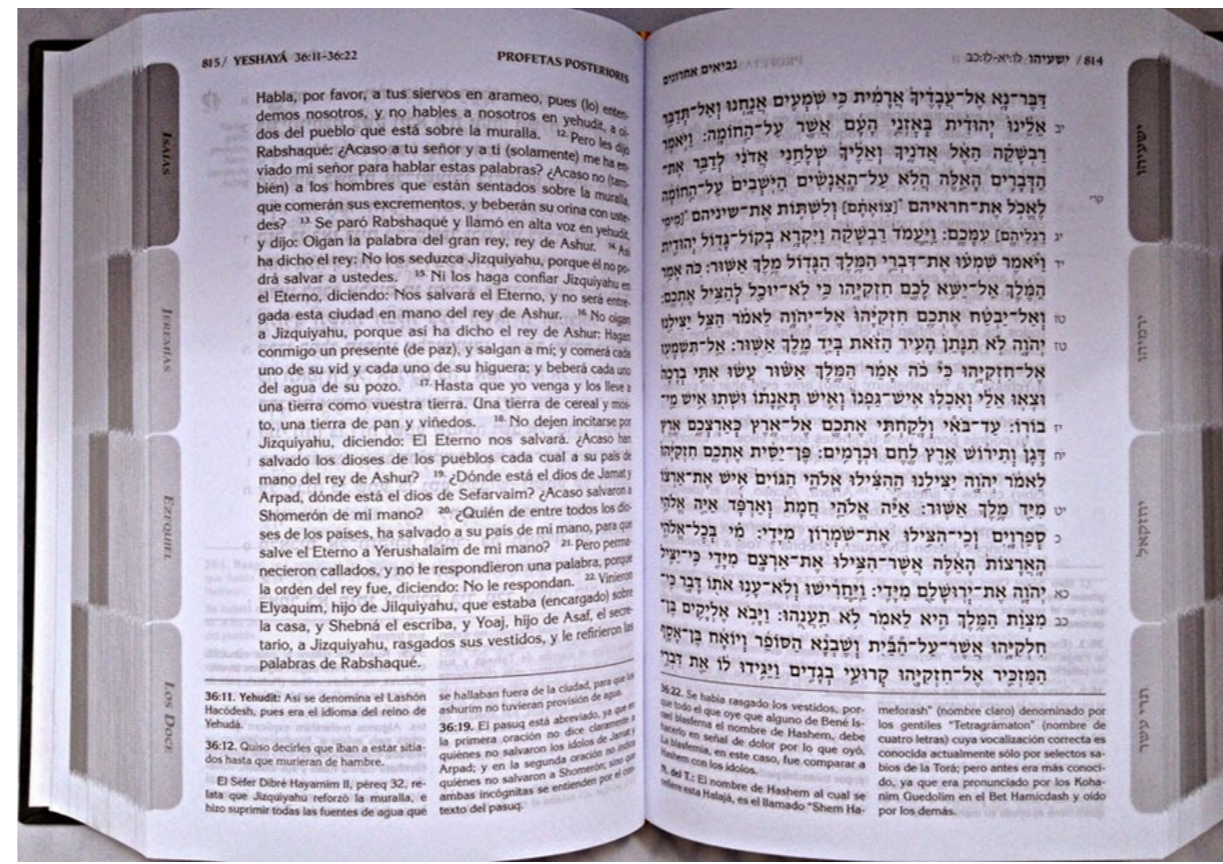 815/ YESHAYÁ 36:11-36:22
PROFETAS POSTERIORES
Habla, por favor, a tus siervos en arameo, pues (lo) enten-
demos nosotros, y no hables a nosotros en yehudit, a oí-
dos del pueblo que está sobre la muralla. 12. Pero les dijo
Rabshaqué: ¿Acaso a tu señor y a ti (solamente) me ha en-
viado mi señor para hablar estas palabras? ¿Acaso no (tam-
bién) a los hombres que están sentados sobre la muralla,
que comerán sus excrementos, y beberán su orina con uste-
des? 13. Se paró Rabshaqué y llamó en alta voz en yehudit,
y dijo: Oigan la palabra del gran rey, rey de Ashur. 14. Así
ha dicho el rey: No los seduzca Jizquiyahu, porque él no po-
drá salvar a ustedes. 15. Ni los haga confiar Jizquiyahu en
el Eterno, diciendo: Nos salvará el Eterno, y no será entre-
gada esta ciudad en mano del rey de Ashur. 16. No oigan
a Jizquiyahu, porque así ha dicho el rey de Ashur: Hagan
conmigo un presente (de paz), y salgan a mí; y comerá cada
uno de su vid y cada uno de su higuera; y beberá cada uno
del agua de su pozo. 17. Hasta que yo venga y los lleve a
una tierra como vuestra tierra. Una tierra de cereal y mos-
to, una tierra de pan y viñedos. 18. No dejen incitarse por
Jizquiyahu, diciendo: El Eterno nos salvará. ¿Acaso han
salvado los dioses de los pueblos cada cual a su país de
mano del rey de Ashur? 19. ¿Dónde está el dios de Jamat y
Arpad, dónde está el dios de Sefarvaim? ¿Acaso salvaron a
Shomerón de mi mano? 20. ¿Quién de entre todos los dio-
ses de los países, ha salvado a su país de mi mano, para que
salve el Eterno a Yerushalaim de mi mano? 21. Pero perma-
necieron callados, y no le respondieron una palabra, porque
la orden del rey fue, diciendo: No le respondan. 22. Vinieron
Elyaquim, hijo de Jilquiyahu, que estaba (encargado) sobre
la casa, y Shebná el escriba, y Yoaj, hijo de Asaf, el secre-
tario, a Jizquiyahu, rasgados sus vestidos, y le refirieron las
palabras de Rabshaqué.
36:11. Yehudit: Así se denomina el Lashón
Hacódesh, pues era el idioma del reino de
Yehudá.
36:12. Quiso decirles que iban a estar sitia-
dos hasta que murieran de hambre.
El Séfer Dibré Hayamim II, péreq 32, re-
lata que Jizquiyahu reforzó la muralla, e
hizo suprimir todas las fuentes de agua que
se hallaban fuera de la ciudad, para que los
ashurim no tuvieran provisión de agua.
36:19. El pasuq está abreviado, ya que en
la primera oración no dice claramente a
quiénes no salvaron los ídolos de Jamat y
Arpad; y en la segunda oración no indica
quiénes no salvaron a Shomerón; sino que
ambas incógnitas se entienden por el con-
texto del pasuq.
ISAÍAS
JEREMÍAS
EZEQUIEL
LOS DOCE
נביאים אחרונים
814 / ישעיהו לו:יא-לו:כב
דַּבֶּר־נָא אֶל־עֲבָדֶיךָ אֲרָמִית כִּי שֹׁמְעִים אֲנָחְנוּ וְאַל־תְּדַבֵּר
יב אֵלֵינוּ יְהוּדִית בְּאָזְנֵי הָעָם אֲשֶׁר עַל־הַחוֹמָה: וַיֹּאמֶר
רַבְשָׁקֵה הַאֶל אֲדֹנֶיךָ וְאֵלֶיךָ שְׁלָחַנִי אֲדֹנִי לְדַבֵּר אֶת־
הַדְּבָרִים הָאֵלֶּה הֲלֹא עַל־הָאֲנָשִׁים הַיֹּשְׁבִים עַל־הַחוֹמָה
קרי
לֶאֱכֹל אֶת־חראיהם [צוֹאָתָם] וְלִשְׁתּוֹת אֶת־שיניהם [מֵימֵי
יג רַגְלֵיהֶם] עִמָּכֶם: וַיַּעֲמֹד רַבְשָׁקֵה וַיִּקְרָא בְקוֹל־גָּדוֹל יְהוּדִית
יד וַיֹּאמֶר שִׁמְעוּ אֶת־דִּבְרֵי הַמֶּלֶךְ הַגָּדוֹל מֶלֶךְ אַשּׁוּר: כֹּה אָמַר
הַמֶּלֶךְ אַל־יַשִּׁא לָכֶם חִזְקִיָּהוּ כִּי לֹא־יוּכַל לְהַצִּיל אֶתְכֶם:
טו וְאַל־יַבְטַח אֶתְכֶם חִזְקִיָּהוּ אֶל־יְהוָה לֵאמֹר הַצֵּל יַצִּילֵנוּ
טז יְהוָה לֹא תִנָּתֵן הָעִיר הַזֹּאת בְּיַד מֶלֶךְ אַשּׁוּר: אַל־תִּשְׁמְעוּ
אֶל־חִזְקִיָּהוּ כִּי כֹה אָמַר הַמֶּלֶךְ אַשּׁוּר עֲשׂוּ אִתִּי בְרָכָה
וּצְאוּ אֵלַי וְאִכְלוּ אִישׁ־גַּפְנוֹ וְאִישׁ תְּאֵנָתוֹ וּשְׁתוּ אִישׁ מֵי־
יז בוֹרוֹ: עַד־בֹּאִי וְלָקַחְתִּי אֶתְכֶם אֶל־אֶרֶץ כְּאַרְצְכֶם אֶרֶץ
יח דָּגָן וְתִירוֹשׁ אֶרֶץ לֶחֶם וּכְרָמִים: פֶּן־יַסִּית אֶתְכֶם חִזְקִיָּהוּ
לֵאמֹר יְהוָה יַצִּילֵנוּ הַהִצִּילוּ אֱלֹהֵי הַגּוֹיִם אִישׁ אֶת־אַרְצוֹ
יט מִיַּד מֶלֶךְ אַשּׁוּר: אַיֵּה אֱלֹהֵי חֲמָת וְאַרְפָּד אַיֵּה אֱלֹהֵי
כ סְפַרְוָיִם וְכִי־הִצִּילוּ אֶת־שֹׁמְרוֹן מִיָּדִי: מִי בְּכָל־אֱלֹהֵי
הָאֲרָצוֹת הָאֵלֶּה אֲשֶׁר־הִצִּילוּ אֶת־אַרְצָם מִיָּדִי כִּי־יַצִּיל
כא יְהוָה אֶת־יְרוּשָׁלַ͏ִם מִיָּדִי: וַיַּחֲרִישׁוּ וְלֹא־עָנוּ אֹתוֹ דָּבָר כִּי־
כב מִצְוַת הַמֶּלֶךְ הִיא לֵאמֹר לֹא תַעֲנֻהוּ: וַיָּבֹא אֶלְיָקִים בֶּן־
חִלְקִיָּהוּ אֲשֶׁר־עַל־הַבַּיִת וְשֶׁבְנָא הַסּוֹפֵר וְיוֹאָח בֶּן־אָסָף
הַמַּזְכִּיר אֶל־חִזְקִיָּהוּ קְרוּעֵי בְגָדִים וַיַּגִּידוּ לוֹ אֵת דִּבְרֵי
36:22. Se había rasgado los vestidos, por-
que todo el que oye que alguno de Bené Is-
rael blasfema el nombre de Hashem, debe
hacerlo en señal de dolor por lo que oyó.
La blasfemia, en este caso, fue comparar a
Hashem con los ídolos.
N. del T.: El nombre de Hashem al cual se
refiere esta Halajá, es el llamado "Shem Ha-
meforash" (nombre claro) denominado por
los gentiles "Tetragrámaton" (nombre de
cuatro letras) cuya vocalización correcta es
conocida actualmente sólo por selectos sa-
bios de la Torá; pero antes era más conoci-
do, ya que era pronunciado por los Koha-
nim Guedolim en el Bet Hamicdash y oído
por los demás.
ישעיהו
ירמיהו
יחזקאל
תרי עשר